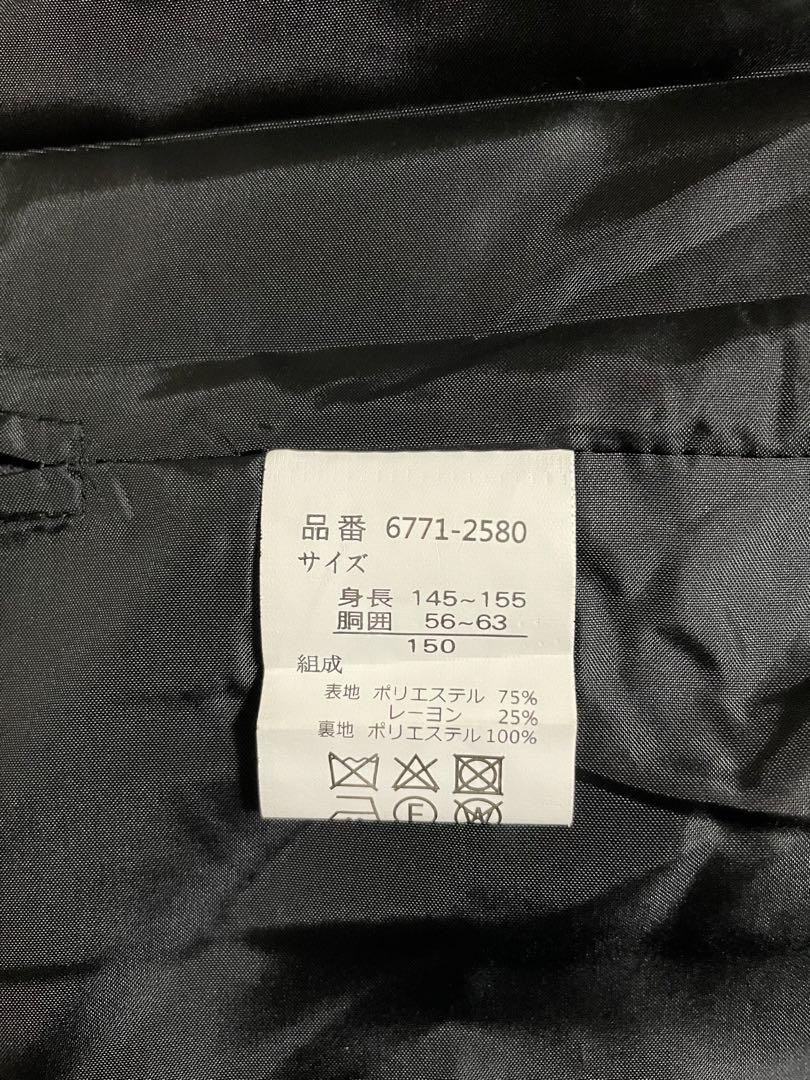 品番 6771-2580
サイズ
身長 145~155
胴囲 56~63
150
組成
表地 ポリエステル 75%
レーヨン 25%
裏地 ポリエステル 100%
F
W